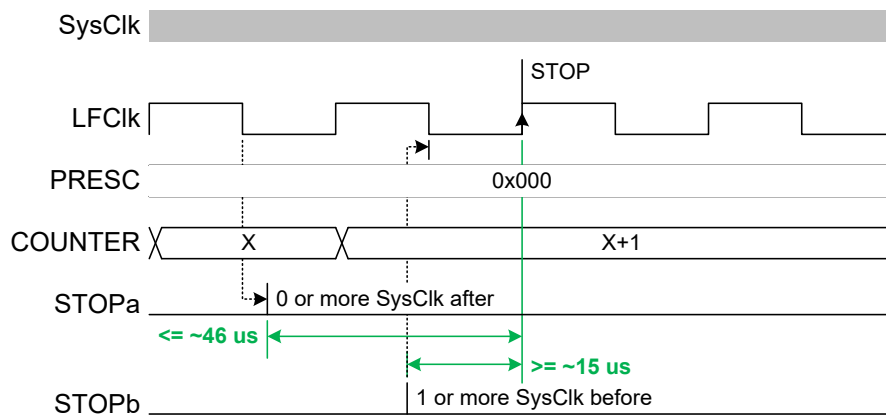 SysClk
STOP
LFClk
PRESC
0x000
COUNTER
X
X+1
STOPa
0 or more SysClk after
<= ~46 us
>= ~15 us
STOPb
1 or more SysClk before